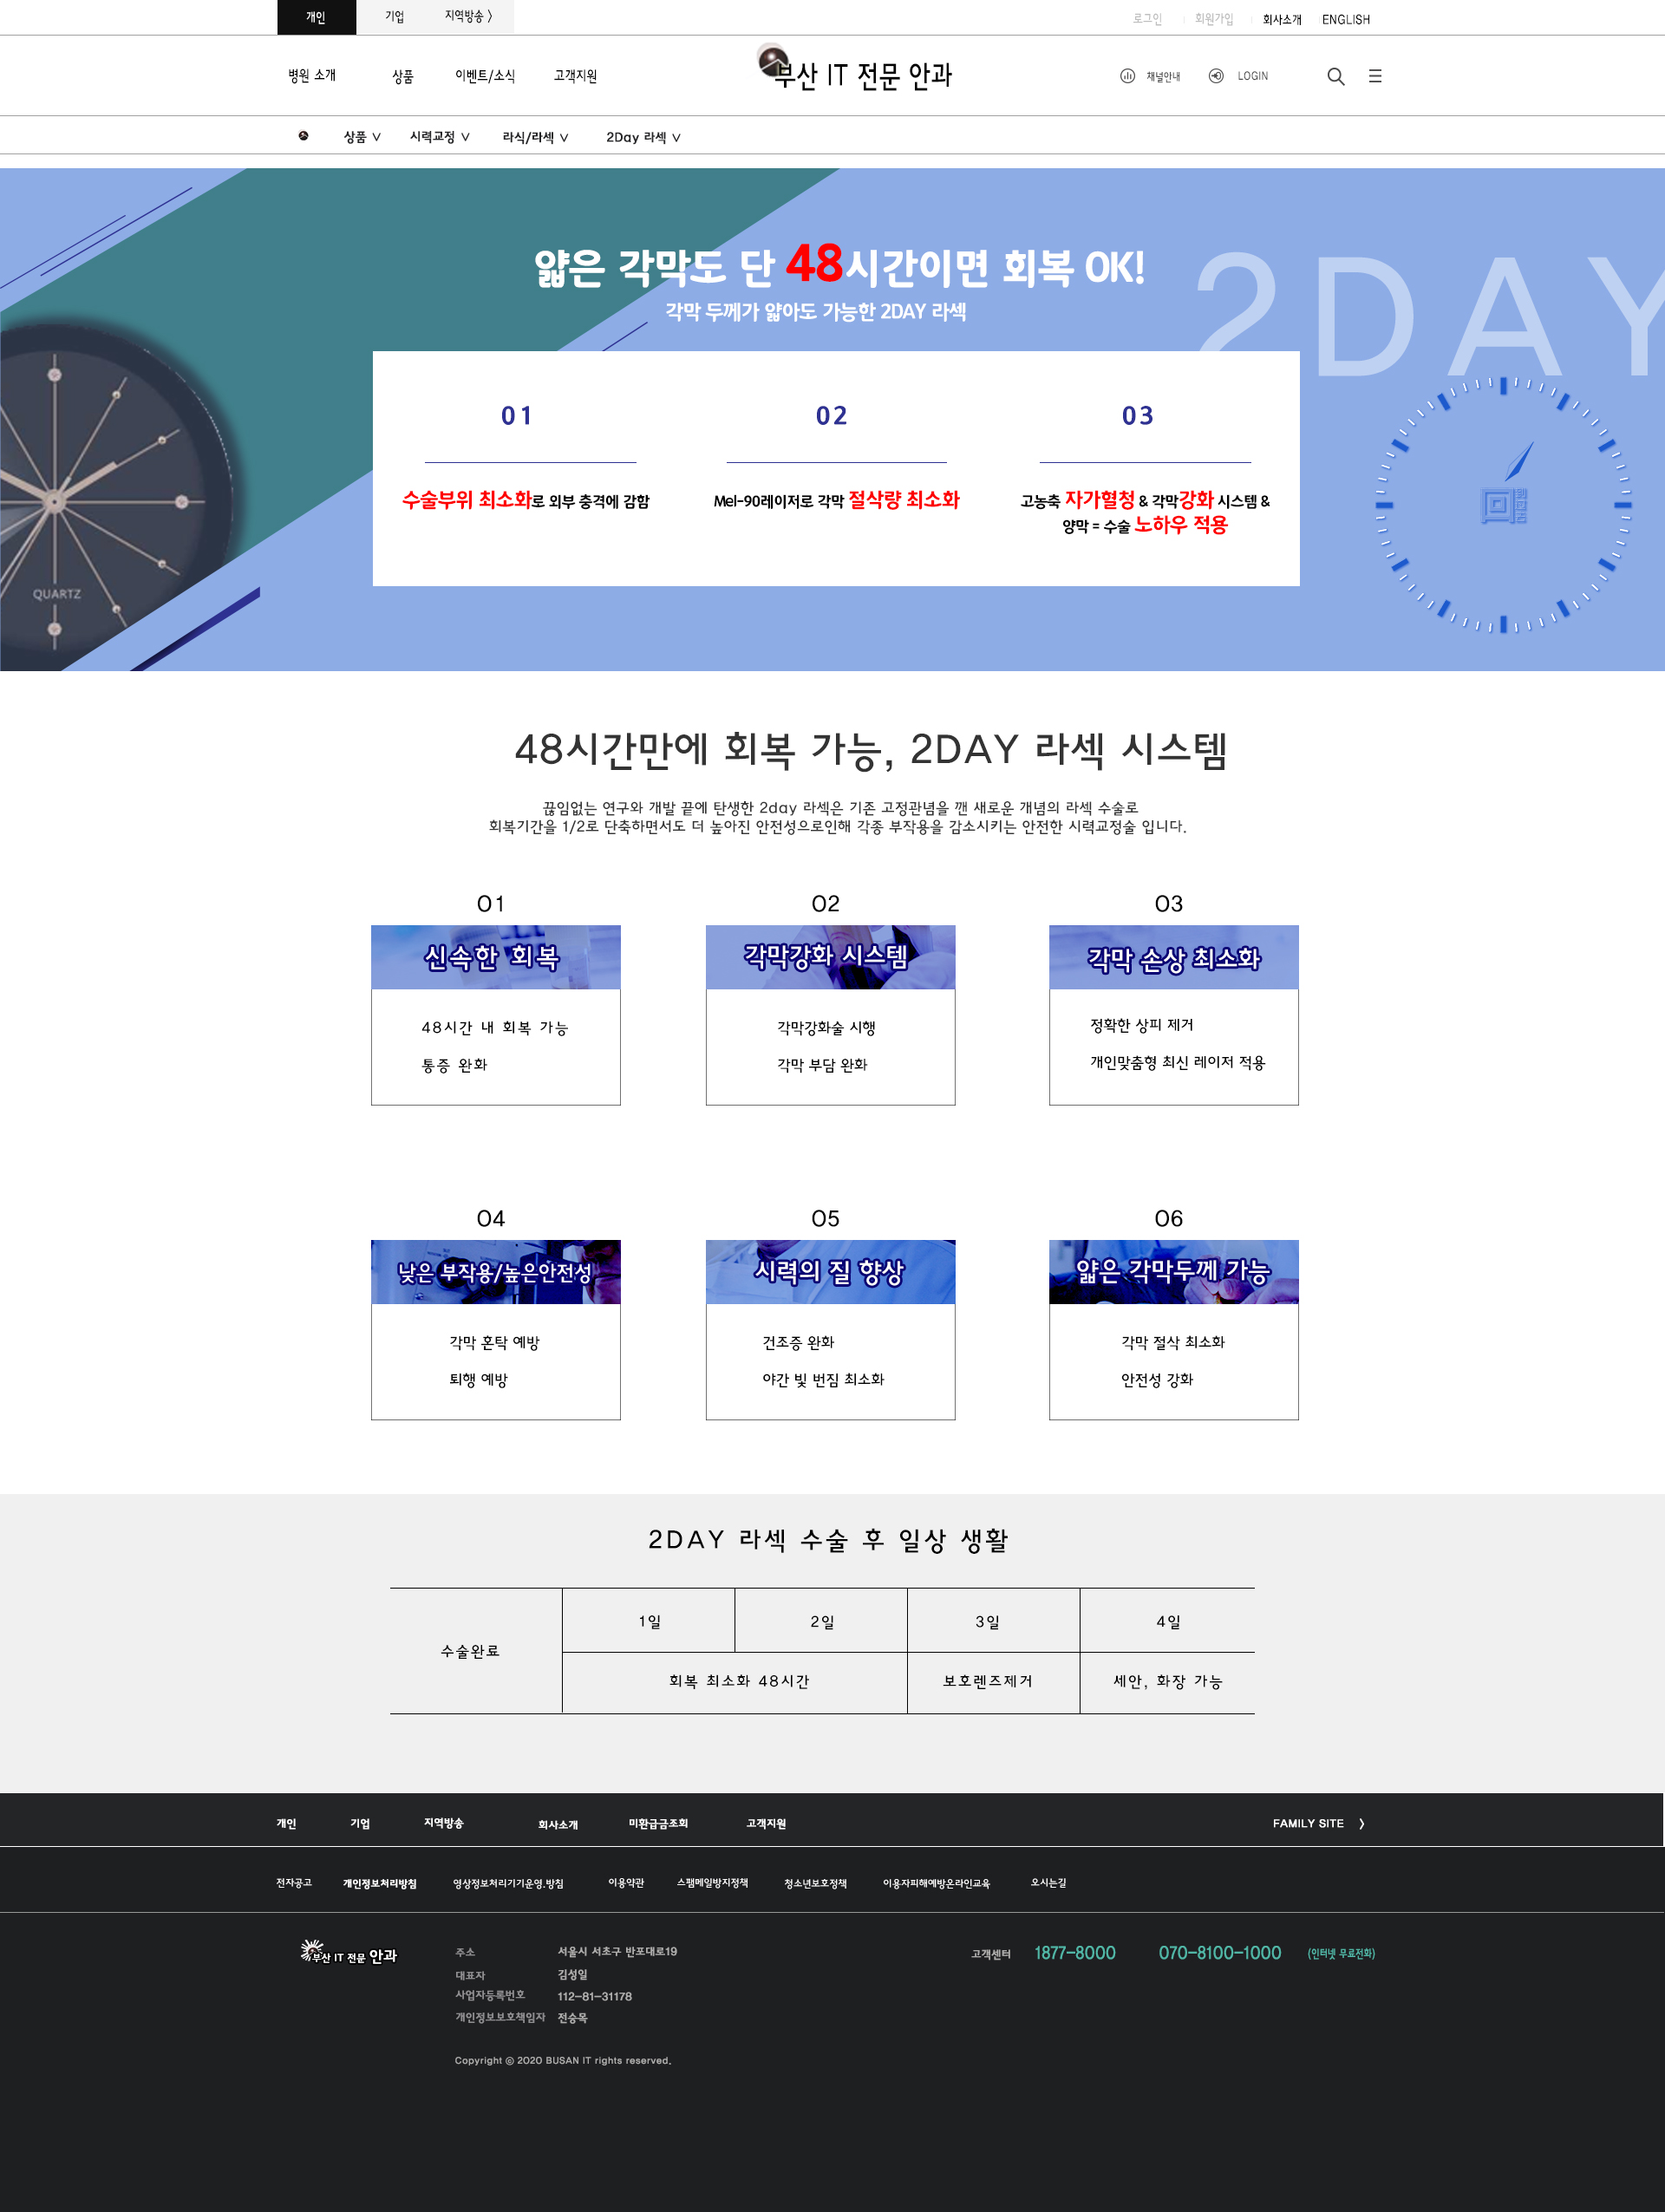 개인
기업
지역방송 >
로그인
회원가입
회사소개
ENGLISH
병원 소개
상품
이벤트/소식
고객지원
부산 IT 전문 안과
채널안내
LOGIN
상품 ∨
시력교정 ∨
라식/라섹 ∨
2Day 라섹 ∨
2DAY
얇은 각막도 단 48시간이면 회복 OK!
각막 두께가 얇아도 가능한 2DAY 라섹
QUARTZ
01
수술부위 최소화로 외부 충격에 감함
02
Mel-90레이저로 각막 절삭량 최소화
03
고농축 자가혈청 & 각막강화 시스템 &
양막 = 수술 노하우 적용
48시간만에 회복 가능, 2DAY 라섹 시스템
끊임없는 연구와 개발 끝에 탄생한 2day 라섹은 기존 고정관념을 깬 새로운 개념의 라섹 수술로
회복기간을 1/2로 단축하면서도 더 높아진 안전성으로인해 각종 부작용을 감소시키는 안전한 시력교정술 입니다.
01
신속한 회복
48시간 내 회복 가능
통증 완화
02
각막강화 시스템
각막강화술 시행
각막 부담 완화
03
각막 손상 최소화
정확한 상피 제거
개인맞춤형 최신 레이저 적용
04
낮은 부작용/높은안전성
각막 혼탁 예방
퇴행 예방
05
시력의 질 향상
건조증 완화
야간 빛 번짐 최소화
06
얇은 각막두께 가능
각막 절삭 최소화
안전성 강화
2DAY 라섹 수술 후 일상 생활
수술완료
1일
2일
3일
4일
회복 최소화 48시간
보호렌즈제거
세안, 화장 가능
개인
기업
지역방송
회사소개
미환급금조회
고객지원
FAMILY SITE >
전자공고
개인정보처리방침
영상정보처리기기운영.방침
이용약관
스팸메일방지정책
청소년보호정책
이용자피해예방온라인교육
오시는길
부산 IT 전문 안과
주소
서울시 서초구 반포대로19
대표자
김성일
사업자등록번호
112-81-31178
개인정보보호책임자
전승목
고객센터
1877-8000
070-8100-1000
(인터넷 무료전화)
Copyright © 2020 BUSAN IT rights reserved.